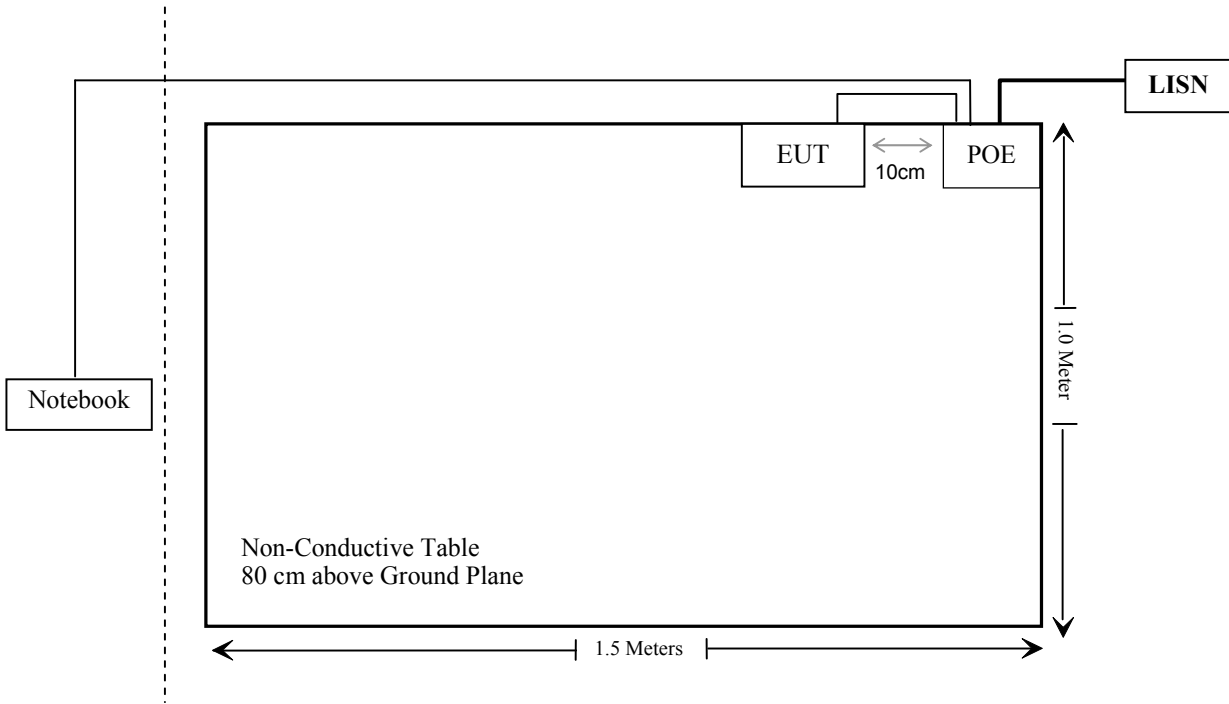 LISN
EUT
POE
10cm
1.0 Meter
Notebook
Non-Conductive Table
80 cm above Ground Plane
1.5 Meters